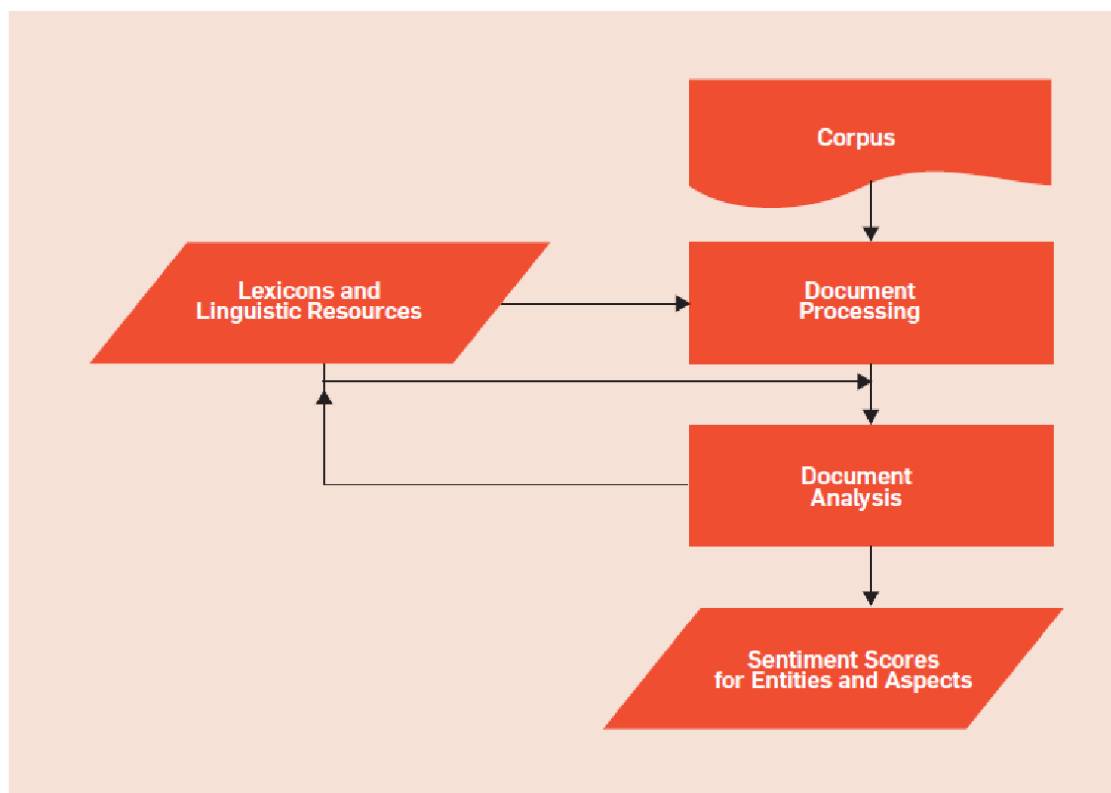 Corpus
Lexicons and
Linguistic Resources
Document
Processing
Document
Analysis
Sentiment Scores
for Entities and Aspects